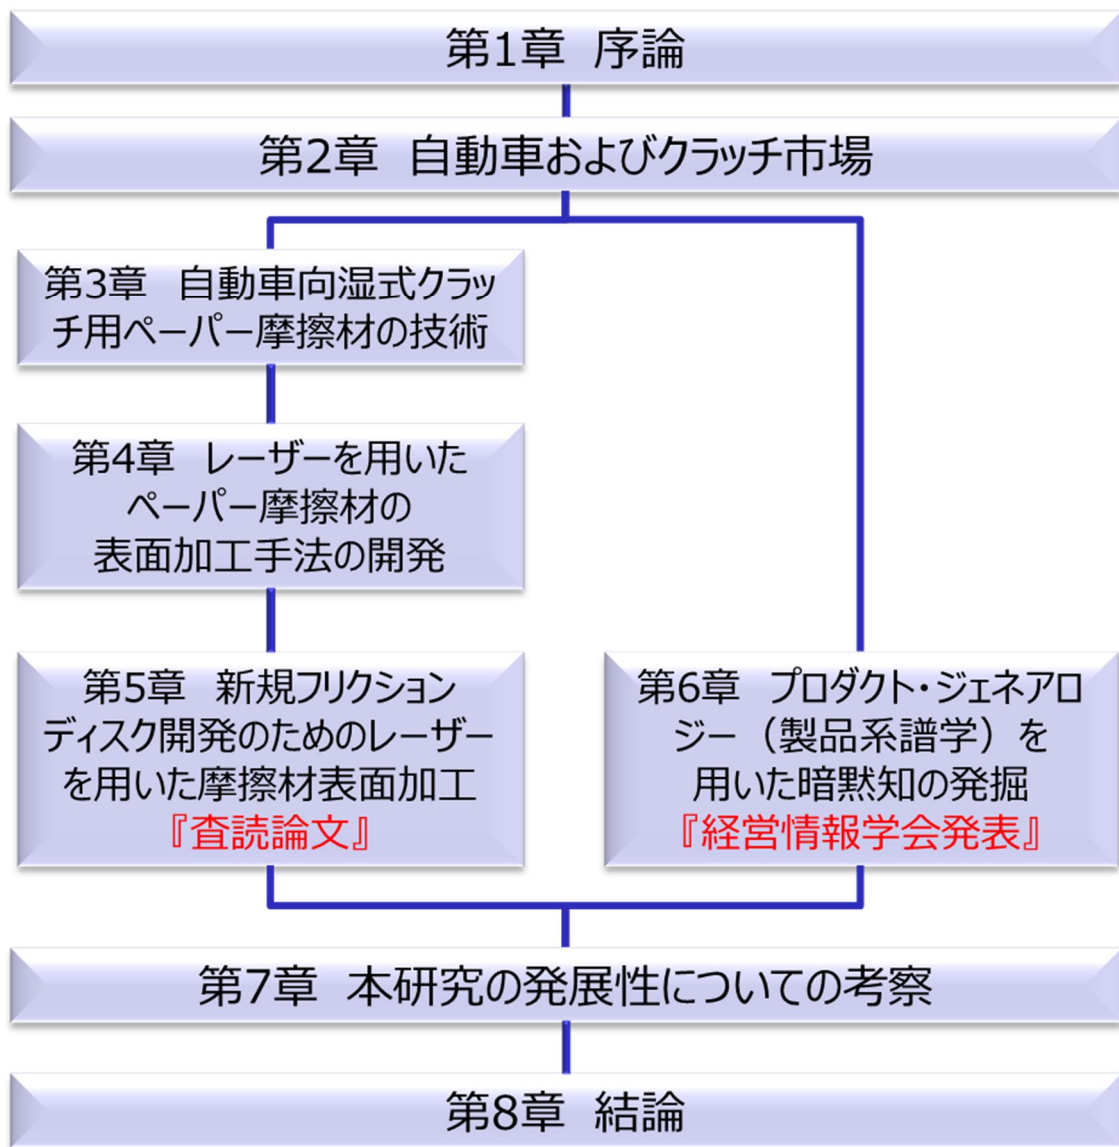 第1章 序論
第2章 自動車およびクラッチ市場
第3章 自動車向湿式クラッ
チ用ペーパー摩擦材の技術
第4章 レーザーを用いた
ペーパー摩擦材の
表面加工手法の開発
第5章 新規フリクション
ディスク開発のためのレーザー
を用いた摩擦材表面加工
『査読論文』
第6章 プロダクト・ジェネアロ
ジー（製品系譜学）を
用いた暗黙知の発掘
『経営情報学会発表』
第7章 本研究の発展性についての考察
第8章 結論